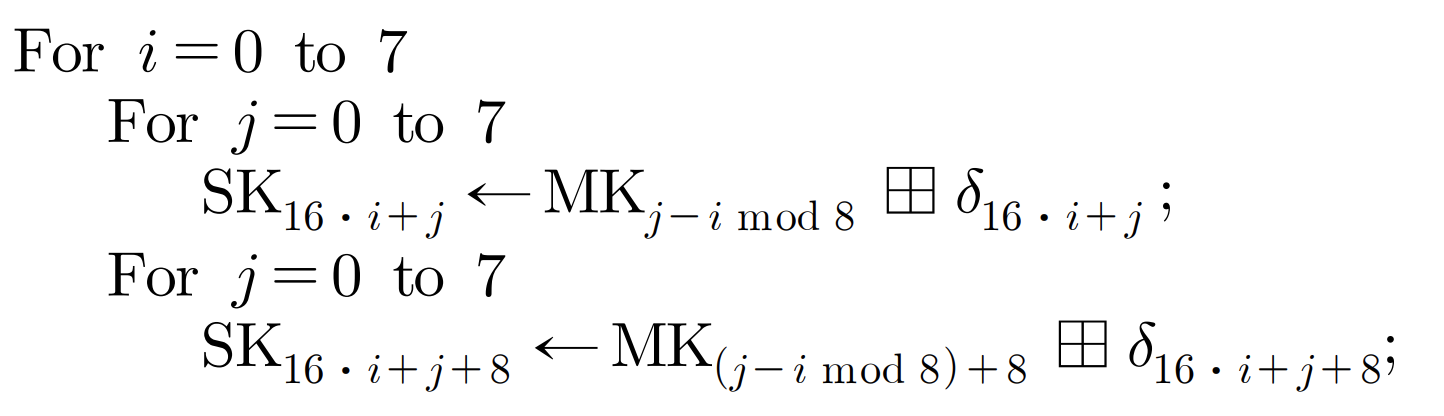 For i = 0 to 7
For j = 0 to 7
SK₁₆ · ᵢ₊ⱼ ← MKⱼ₋ᵢ mod 8 ⊞ δ₁₆ · ᵢ₊ⱼ ;
For j = 0 to 7
SK₁₆ · ᵢ₊ⱼ₊₈ ← MK₍ⱼ₋ᵢ mod 8₎₊₈ ⊞ δ₁₆ · ᵢ₊ⱼ₊₈;